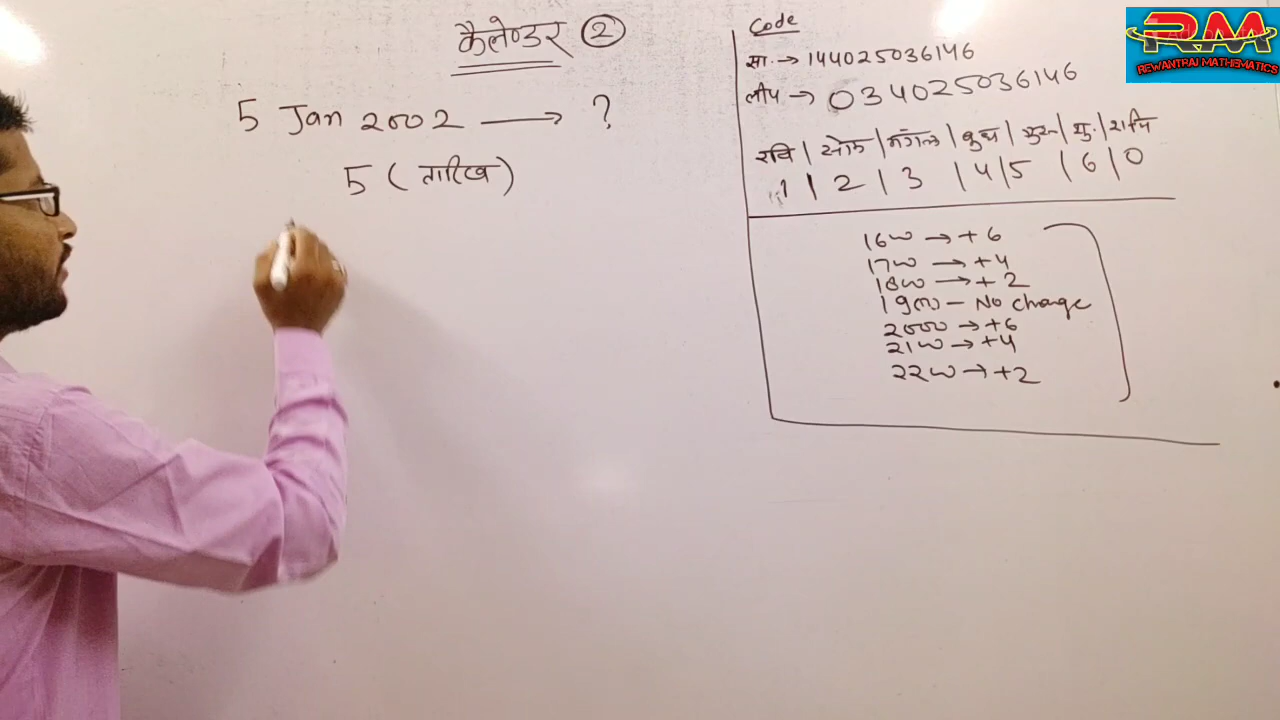 कैलेण्डर ②
5 Jan 2002 → ?
5 (तारिख)
Code
सा. → 144025036146
लीप → 034025036146
रवि | सोम | मंगल | बुध | गुरू | शु. | शनि
1 | 2 | 3 | 4 | 5 | 6 | 0
1600 → +6
1700 → +4
1800 → +2
1900 – No change
2000 → +6
2100 → +4
2200 → +2
RM
REWANTRAJ MATHEMATICS